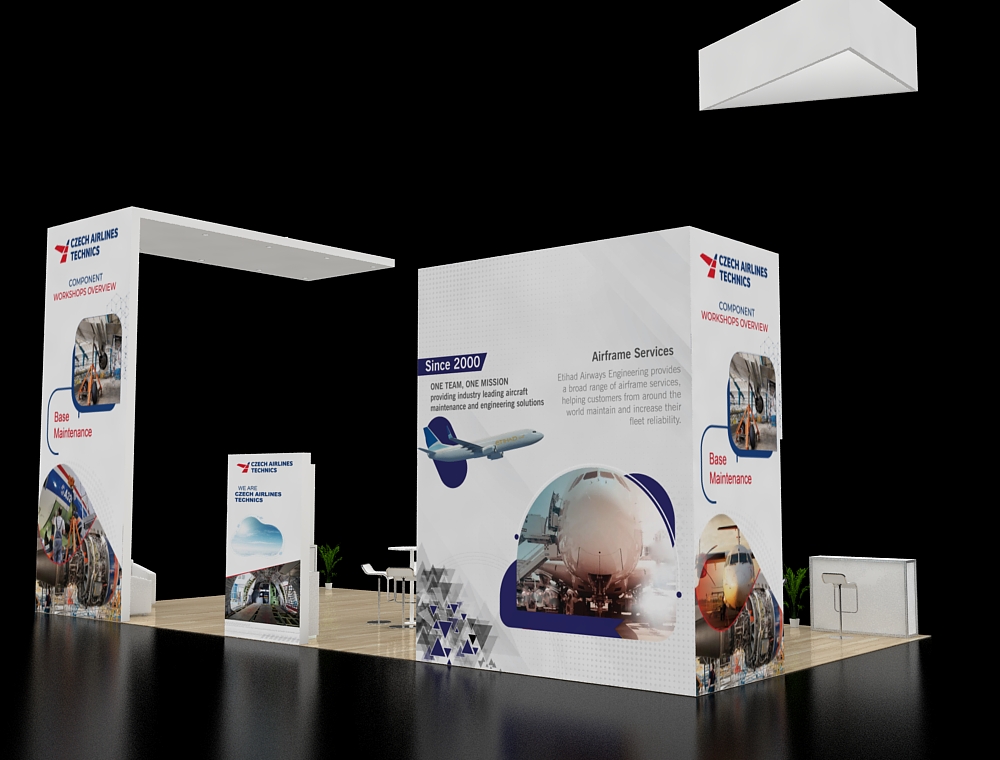 CZECH AIRLINES
TECHNICS
COMPONENT
WORKSHOPS OVERVIEW
Base
Maintenance
CZECH AIRLINES
TECHNICS
WE ARE
CZECH AIRLINES
TECHNICS
Since 2000
ONE TEAM, ONE MISSION
providing industry leading aircraft
maintenance and engineering solutions
Airframe Services
Etihad Airways Engineering provides
a broad range of airframe services,
helping customers from around the
world maintain and increase their
fleet reliability.
CZECH AIRLINES
TECHNICS
COMPONENT
WORKSHOPS OVERVIEW
Base
Maintenance